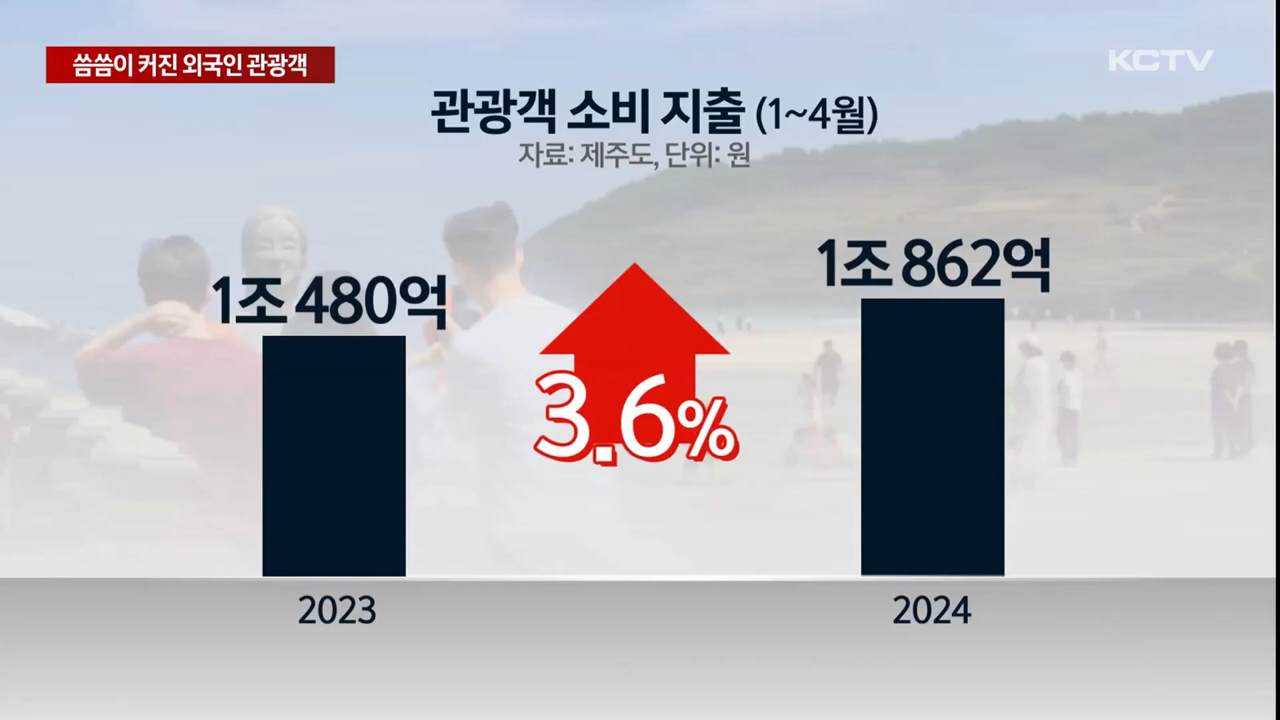 씀씀이 커진 외국인 관광객
KCTV
관광객 소비 지출 (1~4월)
자료: 제주도, 단위: 원
1조 480억
1조 862억
3.6%
2023
2024